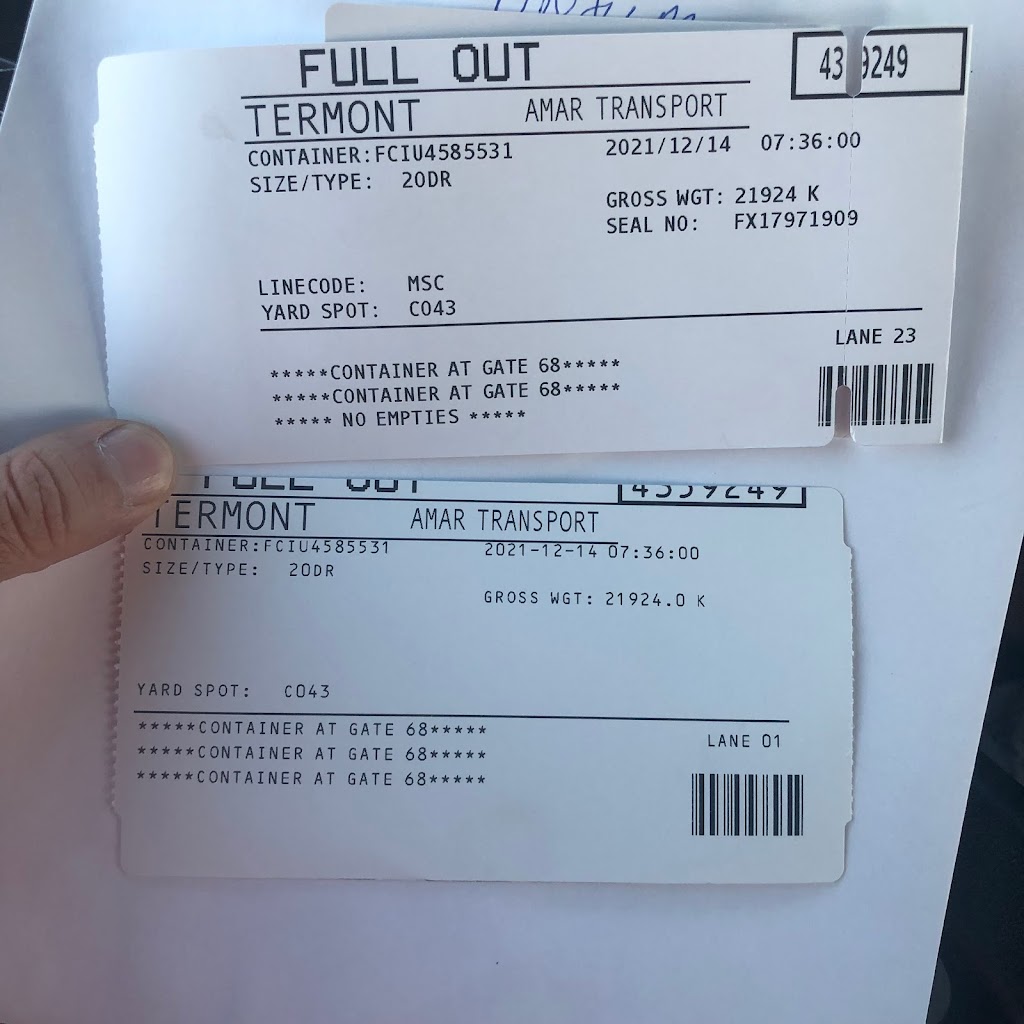 FULL OUT
43 9249
TERMONT AMAR TRANSPORT
CONTAINER:FCIU4585531 2021/12/14 07:36:00
SIZE/TYPE: 20DR
GROSS WGT: 21924 K
SEAL NO: FX17971909
LINECODE: MSC
YARD SPOT: C043
LANE 23
*****CONTAINER AT GATE 68*****
*****CONTAINER AT GATE 68*****
***** NO EMPTIES *****
FULL OUT
TERMONT AMAR TRANSPORT
CONTAINER:FCIU4585531 2021-12-14 07:36:00
SIZE/TYPE: 20DR
GROSS WGT: 21924.0 K
YARD SPOT: C043
*****CONTAINER AT GATE 68*****
LANE 01
*****CONTAINER AT GATE 68*****
*****CONTAINER AT GATE 68*****